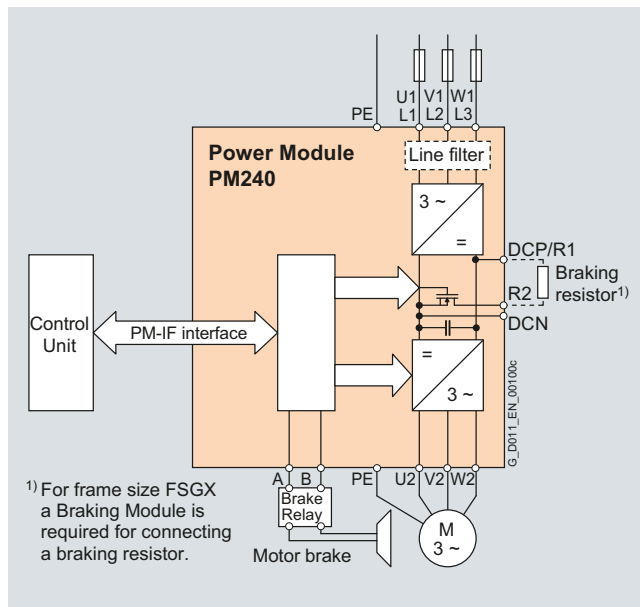 U1 V1 W1
PE L1 L2 L3
Power Module
PM240
Line filter
3 ~
=
DCP/R1
Braking
resistor1)
R2
DCN
Control
Unit
PM-IF interface
=
3 ~
G_D011_EN_00100c
A B PE U2 V2 W2
Brake
Relay
M
3 ~
Motor brake
1) For frame size FSGX
a Braking Module is
required for connecting
a braking resistor.